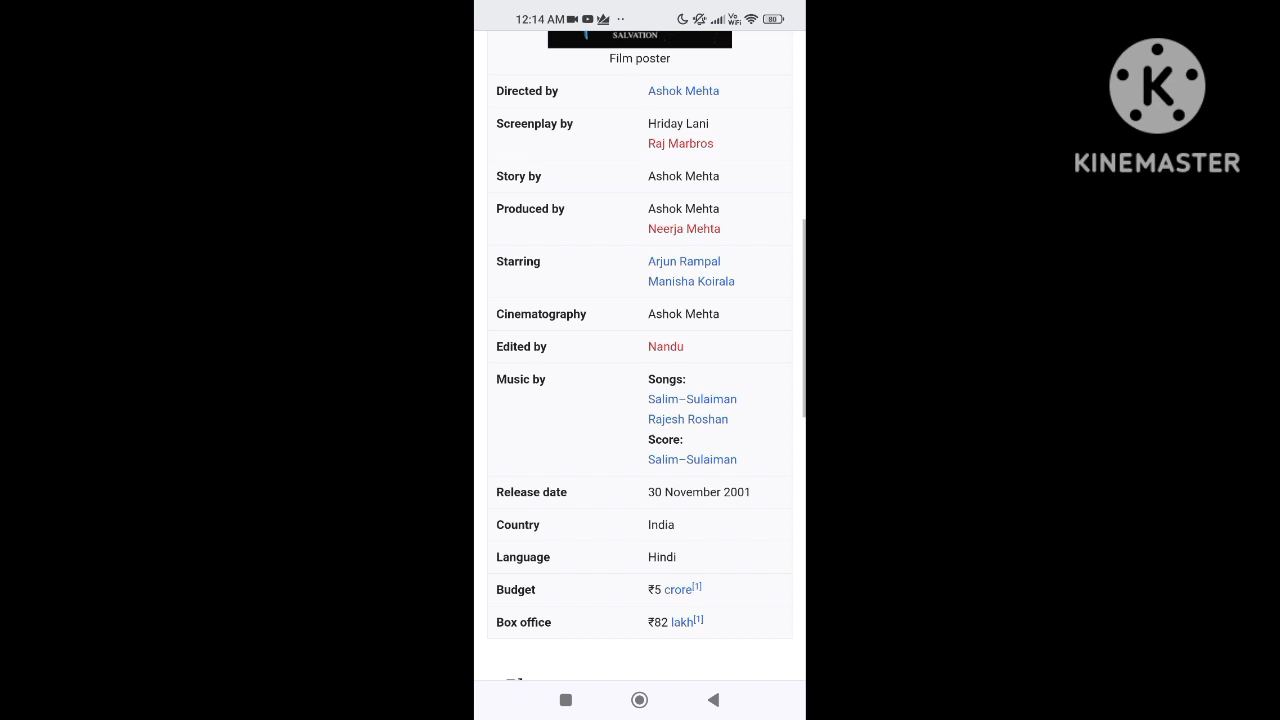 12:14 AM
Vo
WiFi
80
SALVATION
Film poster
Directed by Ashok Mehta
Screenplay by Hriday Lani
Raj Marbros
Story by Ashok Mehta
Produced by Ashok Mehta
Neerja Mehta
Starring Arjun Rampal
Manisha Koirala
Cinematography Ashok Mehta
Edited by Nandu
Music by Songs:
Salim–Sulaiman
Rajesh Roshan
Score:
Salim–Sulaiman
Release date 30 November 2001
Country India
Language Hindi
Budget ₹5 crore[1]
Box office ₹82 lakh[1]
K
KINEMASTER